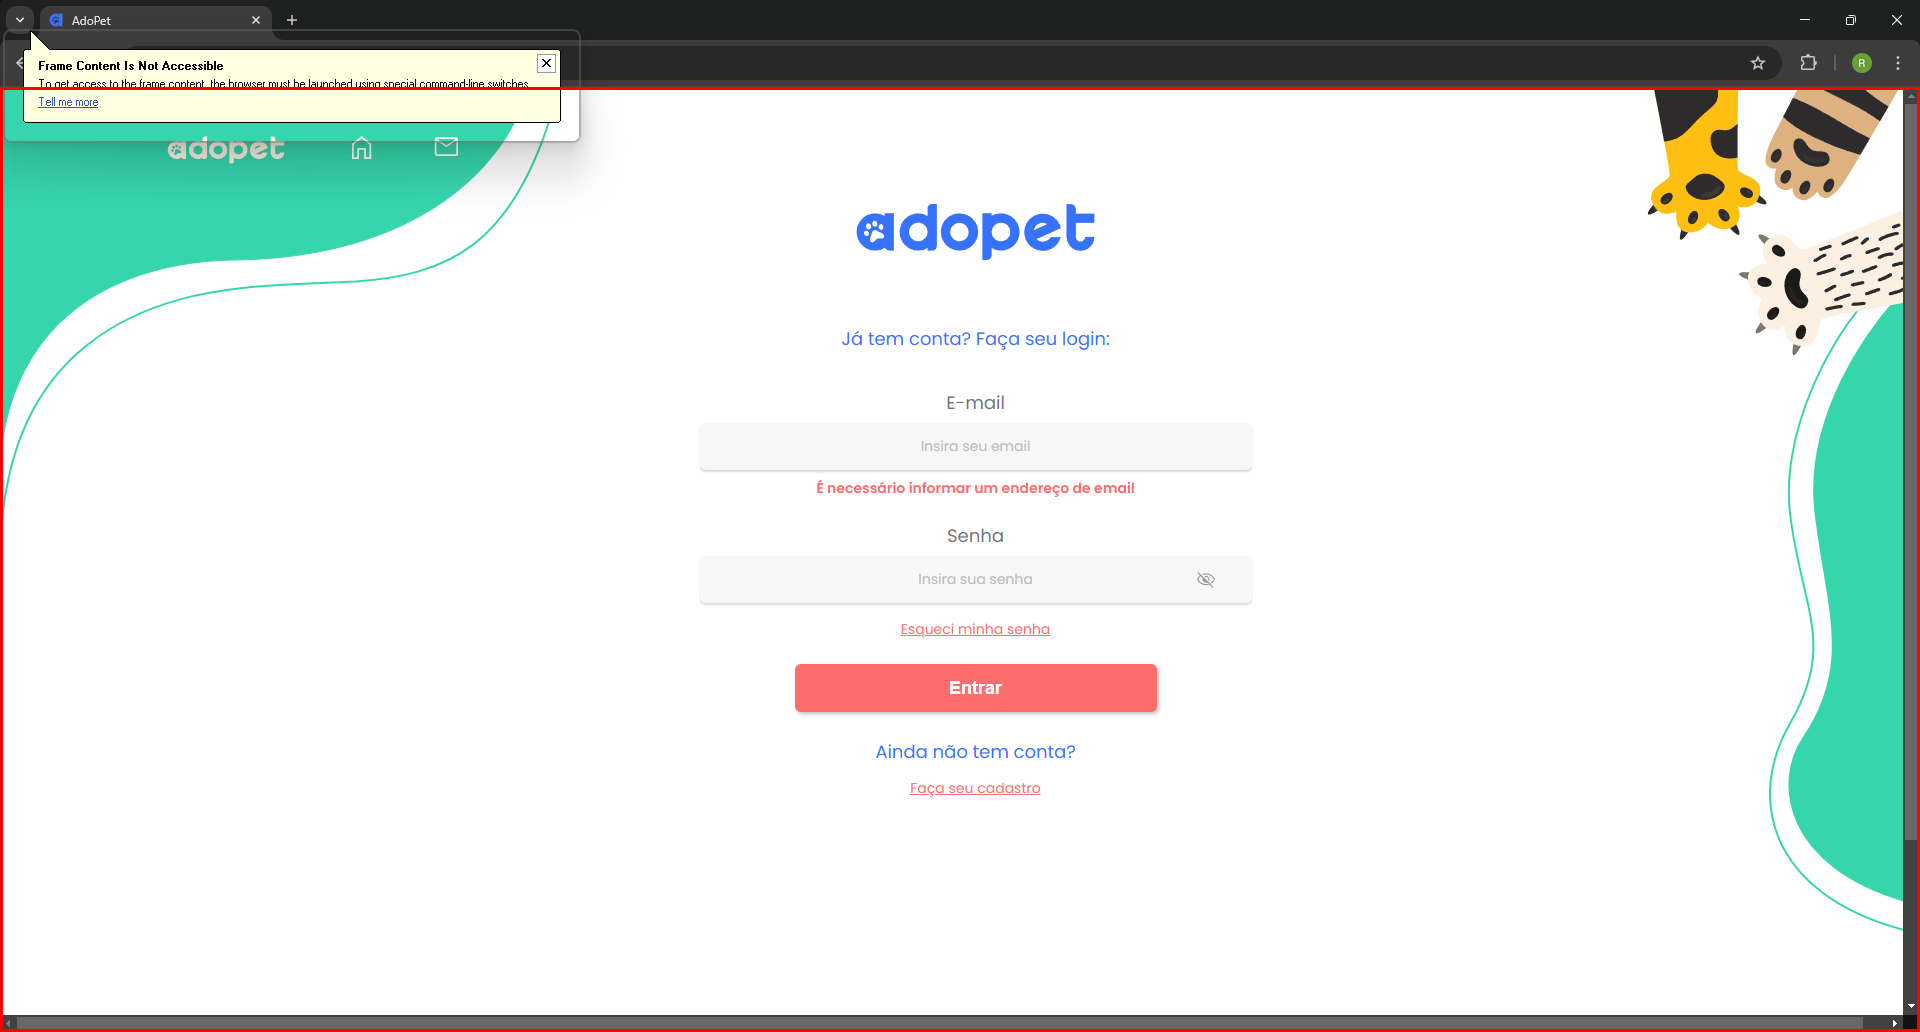 AdoPet
R
Frame Content Is Not Accessible
To get access to the frame content, the browser must be launched using special command-line switches.
Tell me more
adopet
adopet
Já tem conta? Faça seu login:
E-mail
Insira seu email
É necessário informar um endereço de email
Senha
Insira sua senha
Esqueci minha senha
Entrar
Ainda não tem conta?
Faça seu cadastro